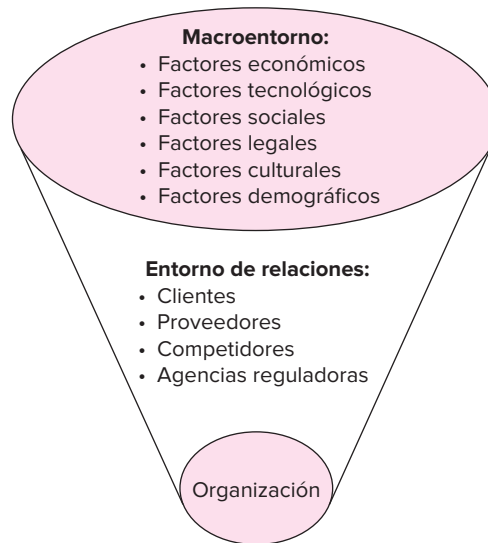 Macroentorno:
• Factores económicos
• Factores tecnológicos
• Factores sociales
• Factores legales
• Factores culturales
• Factores demográficos
Entorno de relaciones:
• Clientes
• Proveedores
• Competidores
• Agencias reguladoras
Organización